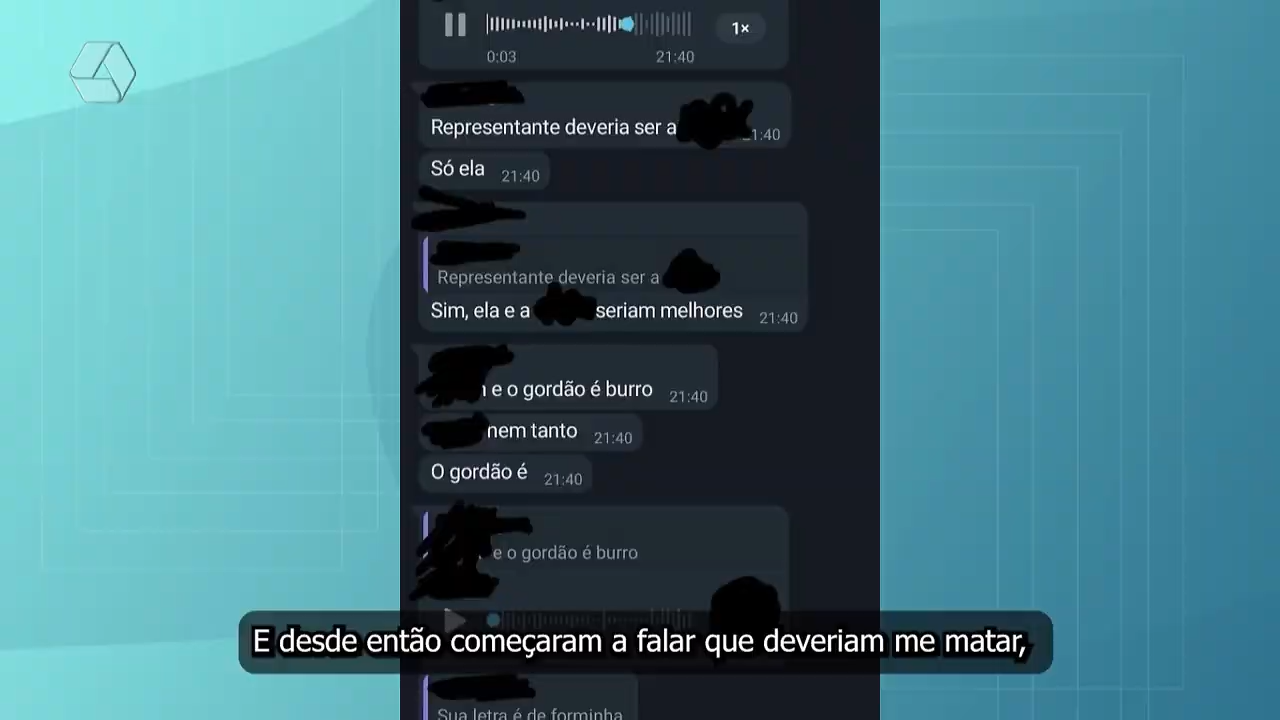 1×
0:03
21:40
Representante deveria ser a
1:40
Só ela
21:40
Representante deveria ser a
Sim, ela e a seriam melhores
21:40
e o gordão é burro
21:40
nem tanto
21:40
O gordão é
21:40
e o gordão é burro
E desde então começaram a falar que deveriam me matar,
Sua letra é de forminha